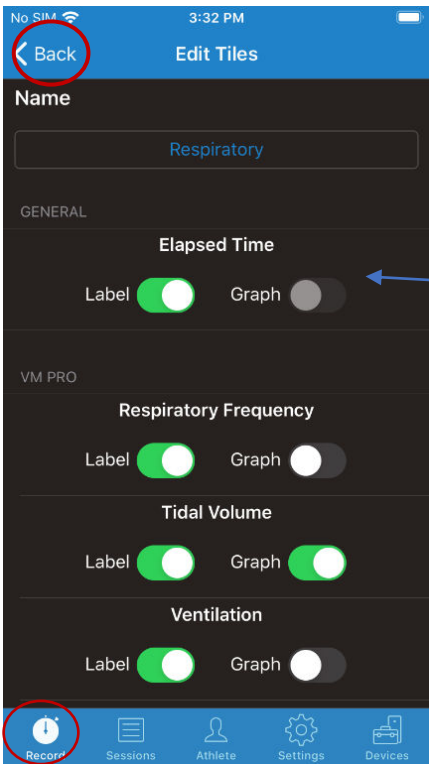 No SIM 3:32 PM
Back Edit Tiles
Name
Respiratory
GENERAL
Elapsed Time
Label Graph
VM PRO
Respiratory Frequency
Label Graph
Tidal Volume
Label Graph
Ventilation
Label Graph
Record Sessions Athlete Settings Devices